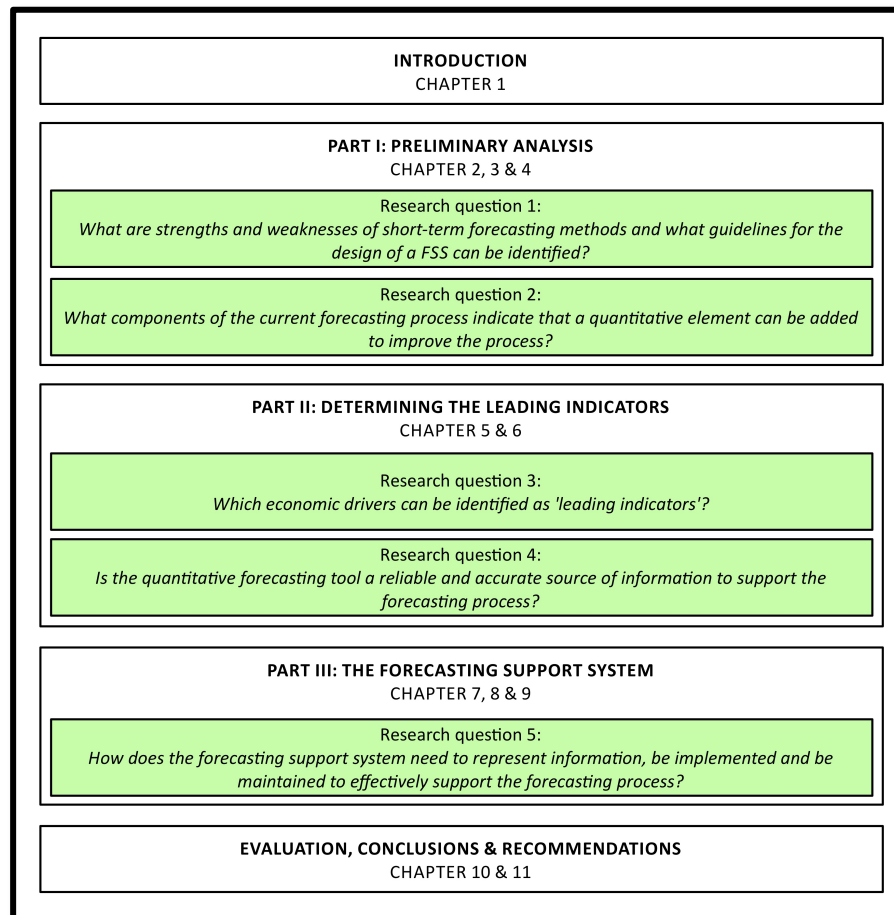 INTRODUCTION
CHAPTER 1
PART I: PRELIMINARY ANALYSIS
CHAPTER 2, 3 & 4
Research question 1:
What are strengths and weaknesses of short-term forecasting methods and what guidelines for the
design of a FSS can be identified?
Research question 2:
What components of the current forecasting process indicate that a quantitative element can be added
to improve the process?
PART II: DETERMINING THE LEADING INDICATORS
CHAPTER 5 & 6
Research question 3:
Which economic drivers can be identified as 'leading indicators'?
Research question 4:
Is the quantitative forecasting tool a reliable and accurate source of information to support the
forecasting process?
PART III: THE FORECASTING SUPPORT SYSTEM
CHAPTER 7, 8 & 9
Research question 5:
How does the forecasting support system need to represent information, be implemented and be
maintained to effectively support the forecasting process?
EVALUATION, CONCLUSIONS & RECOMMENDATIONS
CHAPTER 10 & 11